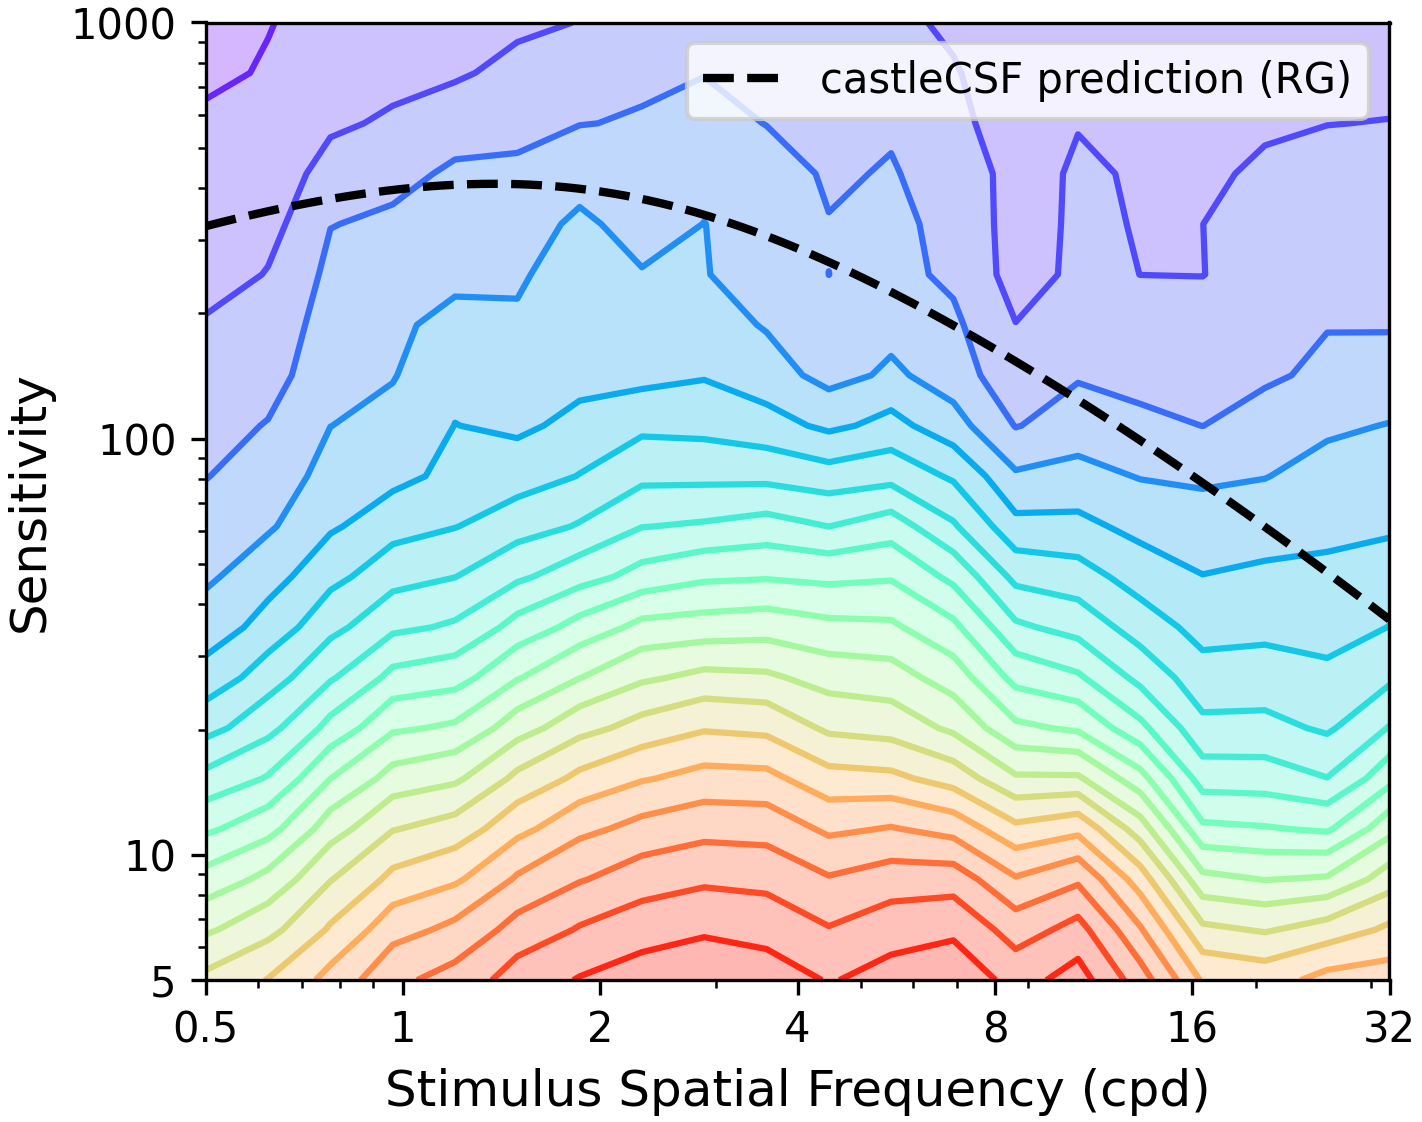 1000
castleCSF prediction (RG)
100
10
5
Sensitivity
0.5 1 2 4 8 16 32
Stimulus Spatial Frequency (cpd)